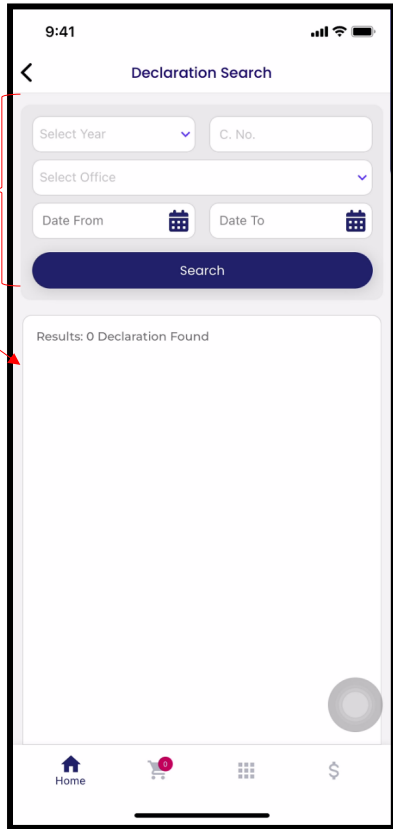 9:41
Declaration Search
Select Year
C. No.
Select Office
Date From
Date To
Search
Results: 0 Declaration Found
0
$
Home